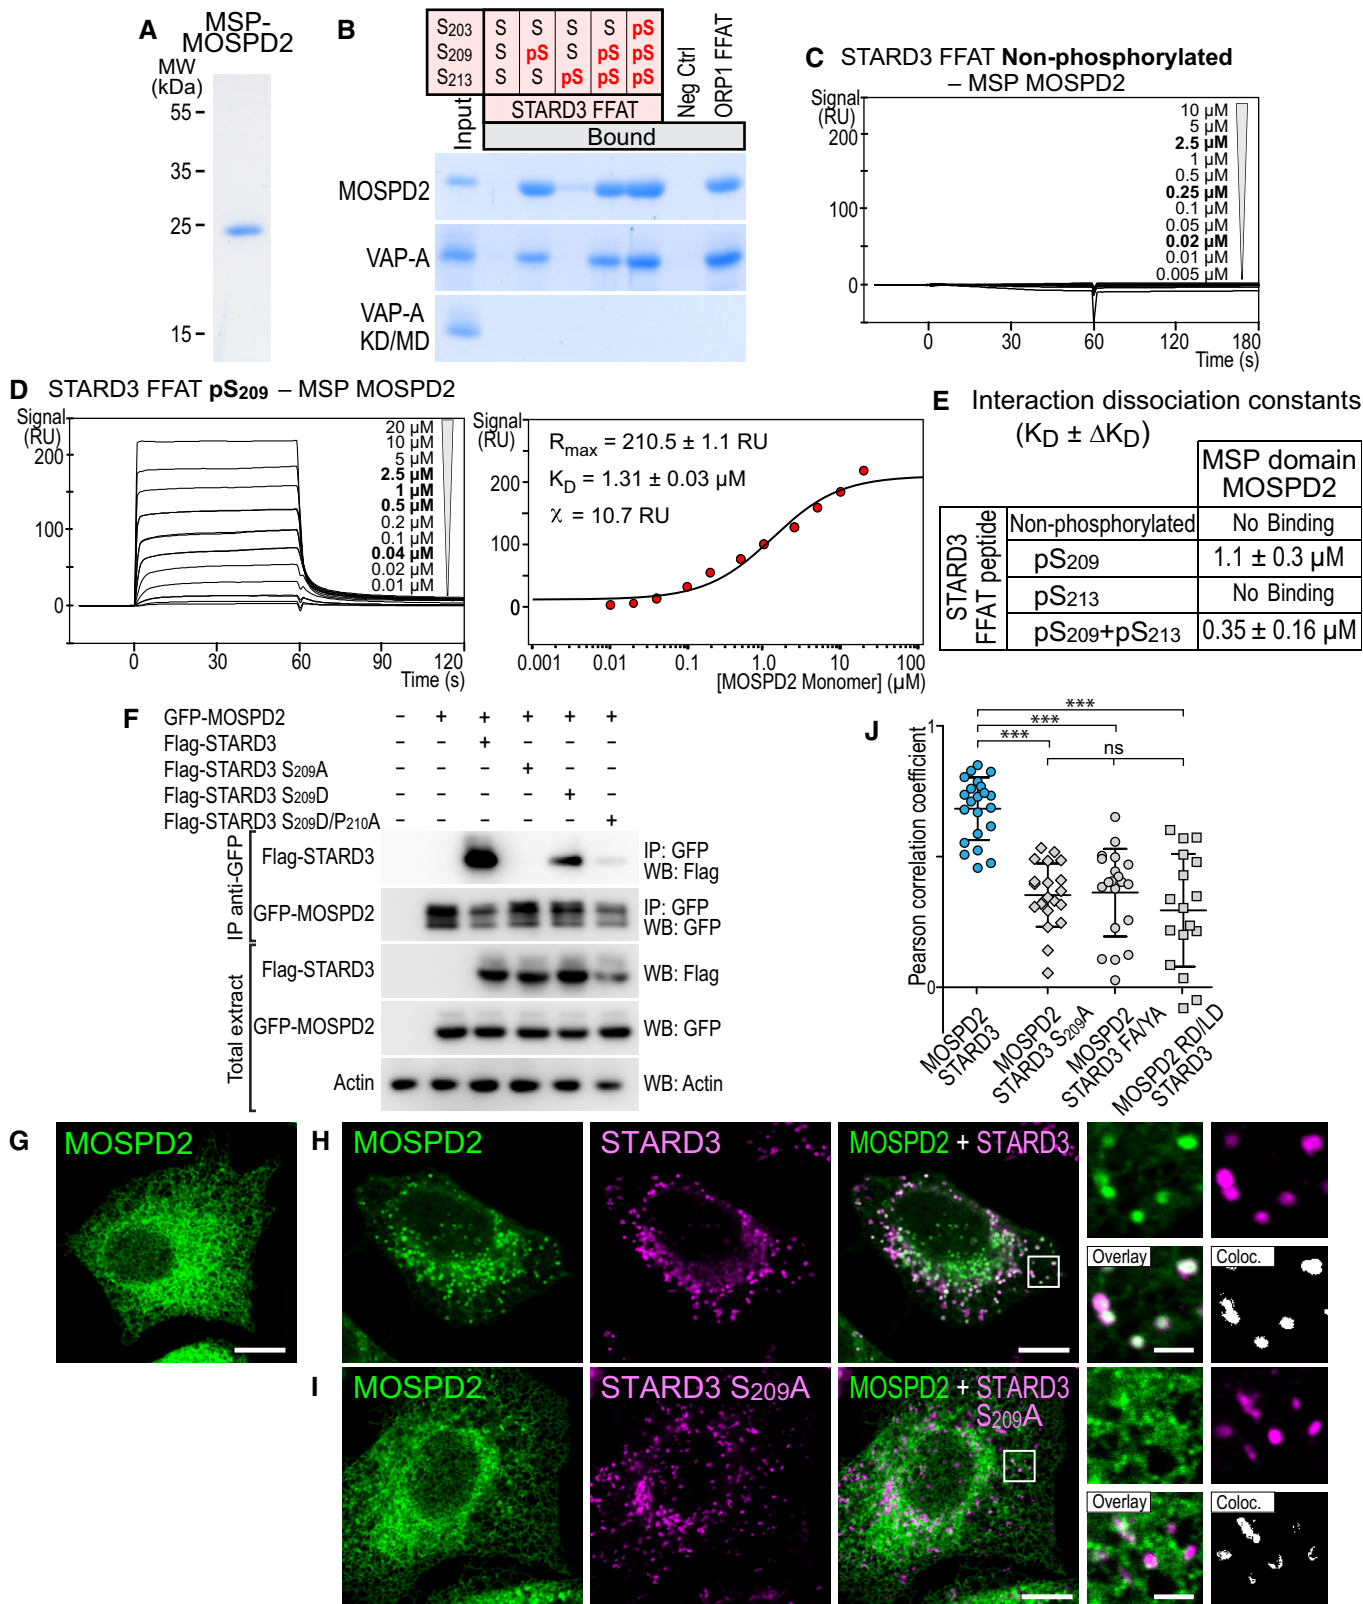 A
MSP-
MOSPD2
MW
(kDa)
55
35
25
15
B
S203 S S S S pS
S209 S pS S pS pS
S213 S S pS pS pS
Input
STARD3 FFAT
Neg Ctrl
ORP1 FFAT
Bound
MOSPD2
VAP-A
VAP-A
KD/MD
C STARD3 FFAT Non-phosphorylated
– MSP MOSPD2
Signal
(RU)
200
100
0
10 µM
5 µM
2.5 µM
1 µM
0.5 µM
0.25 µM
0.1 µM
0.05 µM
0.02 µM
0.01 µM
0.005 µM
0 30 60 120 180
Time (s)
D STARD3 FFAT pS209 – MSP MOSPD2
Signal
(RU)
200
100
0
20 µM
10 µM
5 µM
2.5 µM
1 µM
0.5 µM
0.2 µM
0.1 µM
0.04 µM
0.02 µM
0.01 µM
0 30 60 90 120
Time (s)
Signal
(RU)
300
200
100
0
Rmax = 210.5 ± 1.1 RU
KD = 1.31 ± 0.03 µM
χ = 10.7 RU
0.001 0.01 0.1 1.0 10 100
[MOSPD2 Monomer] (µM)
E Interaction dissociation constants
(KD ± ΔKD)
MSP domain
MOSPD2
STARD3
FFAT peptide
Non-phosphorylated No Binding
pS209 1.1 ± 0.3 µM
pS213 No Binding
pS209+pS213 0.35 ± 0.16 µM
F
GFP-MOSPD2 – + + + + +
Flag-STARD3 – – + – – –
Flag-STARD3 S209A – – – + – –
Flag-STARD3 S209D – – – – + –
Flag-STARD3 S209D/P210A – – – – – +
IP anti-GFP
Flag-STARD3
IP: GFP
WB: Flag
GFP-MOSPD2
IP: GFP
WB: GFP
Total extract
Flag-STARD3
WB: Flag
GFP-MOSPD2
WB: GFP
Actin
WB: Actin
J
Pearson correlation coefficient
1
0
***
***
***
ns
MOSPD2
STARD3
MOSPD2
STARD3 S209A
MOSPD2
STARD3 FA/YA
MOSPD2 RD/LD
STARD3
G
MOSPD2
H
MOSPD2
STARD3
MOSPD2 + STARD3
Overlay
Coloc.
I
MOSPD2
STARD3 S209A
MOSPD2 + STARD3
S209A
Overlay
Coloc.